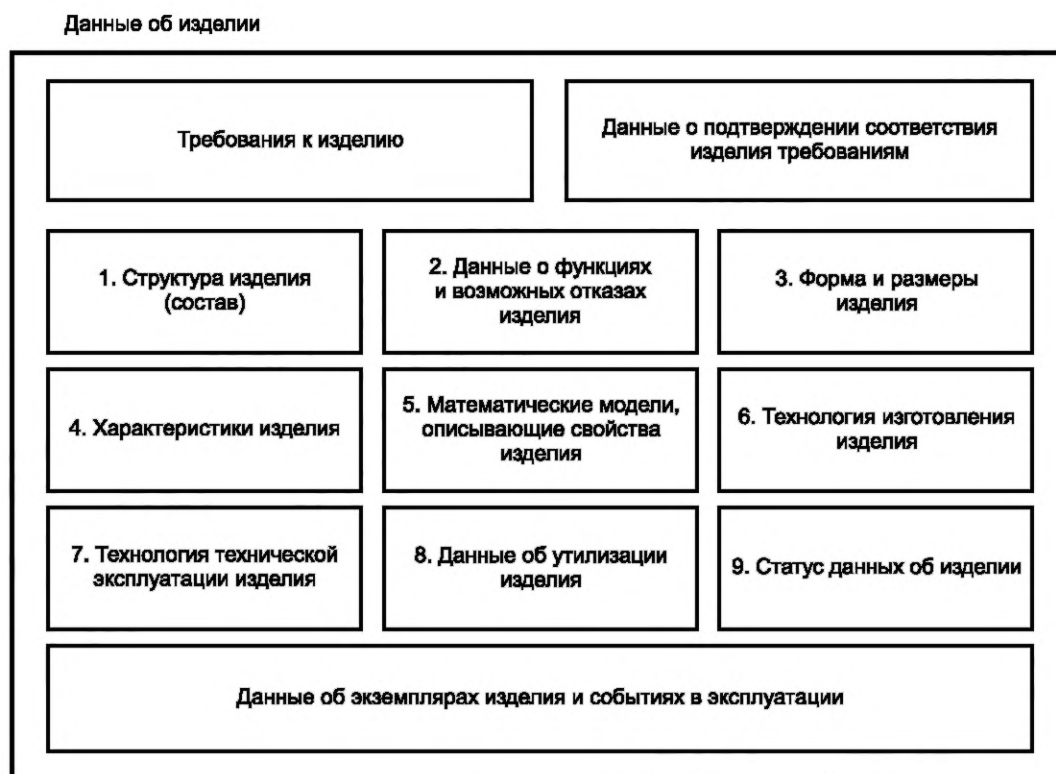 Данные об изделии
Требования к изделию
Данные о подтверждении соответствия
изделия требованиям
1. Структура изделия
(состав)
2. Данные о функциях
и возможных отказах
изделия
3. Форма и размеры
изделия
4. Характеристики изделия
5. Математические модели,
описывающие свойства
изделия
6. Технология изготовления
изделия
7. Технология технической
эксплуатации изделия
8. Данные об утилизации
изделия
9. Статус данных об изделии
Данные об экземплярах изделия и событиях в эксплуатации